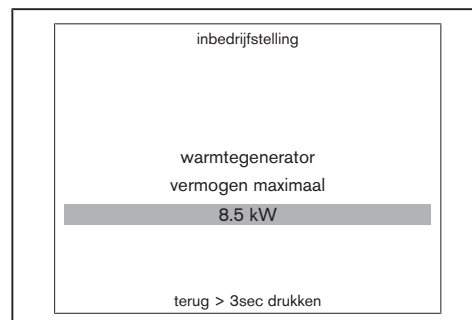 inbedrijfstelling
warmtegenerator
vermogen maximaal
8.5 kW
terug > 3sec drukken